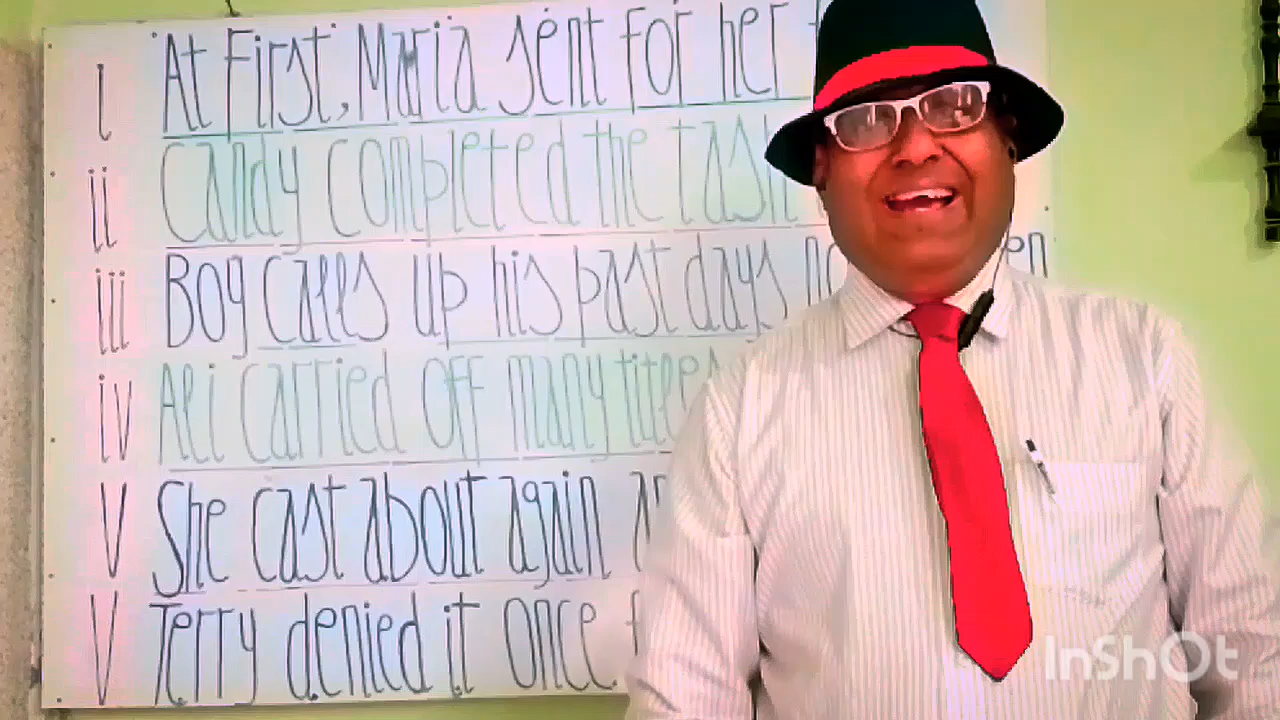 i At First, Maria sent for her
ii Candy completed the task
iii Boy calls up his past days
iv Ali carried off many titles
V She cast about again
V Terry denied it once
InShOt